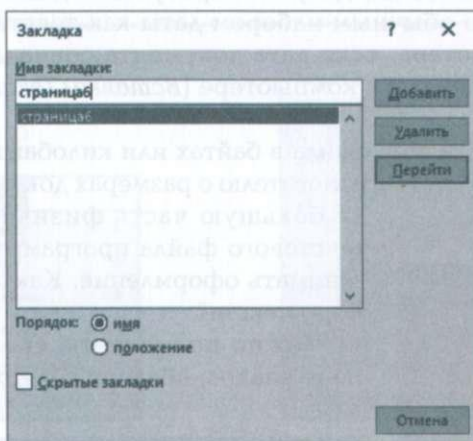 Закладка ? ×
Имя закладки:
страница6
страница6
Добавить
Удалить
Перейти
Порядок: имя
положение
Скрытые закладки
Отмена